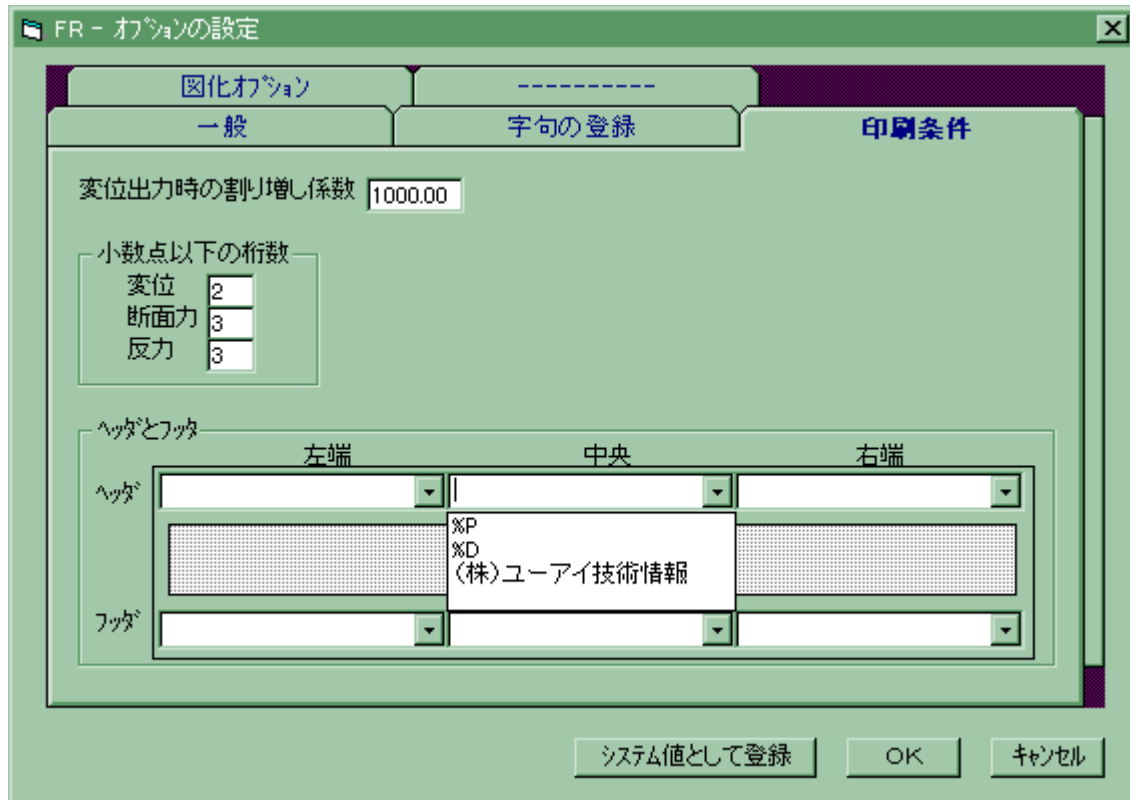 FR - ｵﾌﾟｼｮﾝの設定
図化ｵﾌﾟｼｮﾝ
----------
一般
字句の登録
印刷条件
変位出力時の割り増し係数 1000.00
小数点以下の桁数
変位 2
断面力 3
反力 3
ﾍｯﾀﾞとﾌｯﾀ
左端 中央 右端
ﾍｯﾀﾞ
%P
%D
(株)ユーアイ技術情報
ﾌｯﾀﾞ
ｼｽﾃﾑ値として登録 OK ｷｬﾝｾﾙ